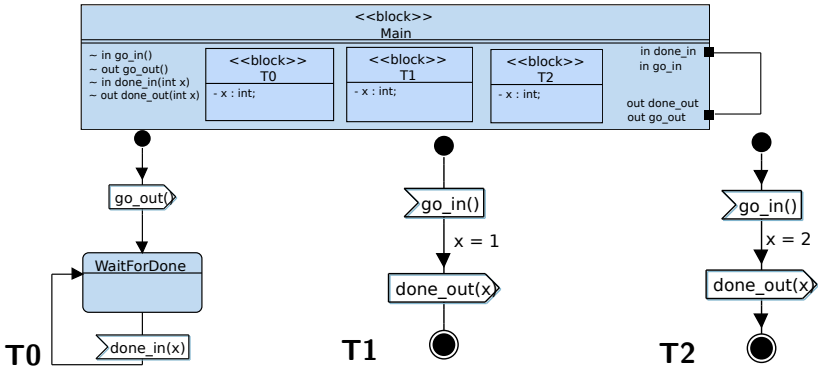 <<block>>
Main
~ in go_in()
~ out go_out()
~ in done_in(int x)
~ out done_out(int x)
<<block>>
T0
- x : int;
<<block>>
T1
- x : int;
<<block>>
T2
- x : int;
in done_in
in go_in
out done_out
out go_out
go_out()
WaitForDone
done_in(x)
T0
go_in()
x = 1
done_out(x)
T1
go_in()
x = 2
done_out(x)
T2